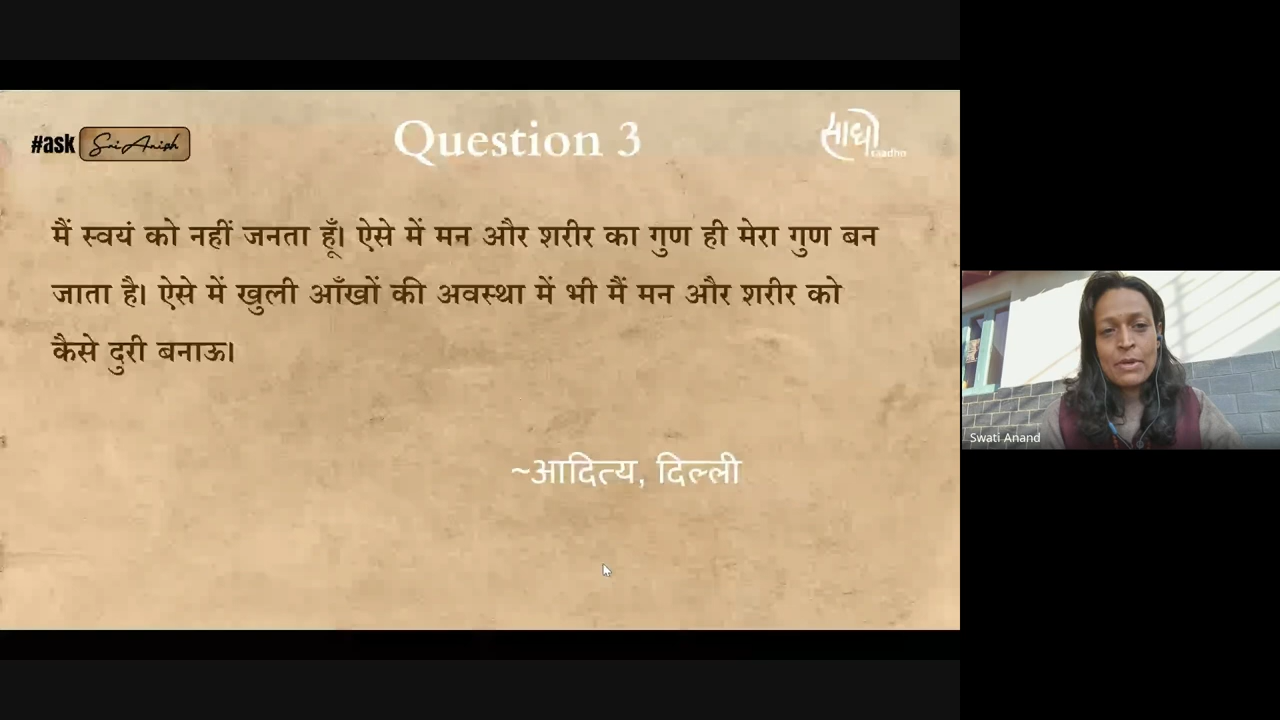 #ask Sri Anish
Question 3
साधो
saadho
मैं स्वयं को नहीं जनता हूँ। ऐसे में मन और शरीर का गुण ही मेरा गुण बन
जाता है। ऐसे में खुली आँखों की अवस्था में भी मैं मन और शरीर को
कैसे दुरी बनाऊ।
~आदित्य, दिल्ली
Swati Anand